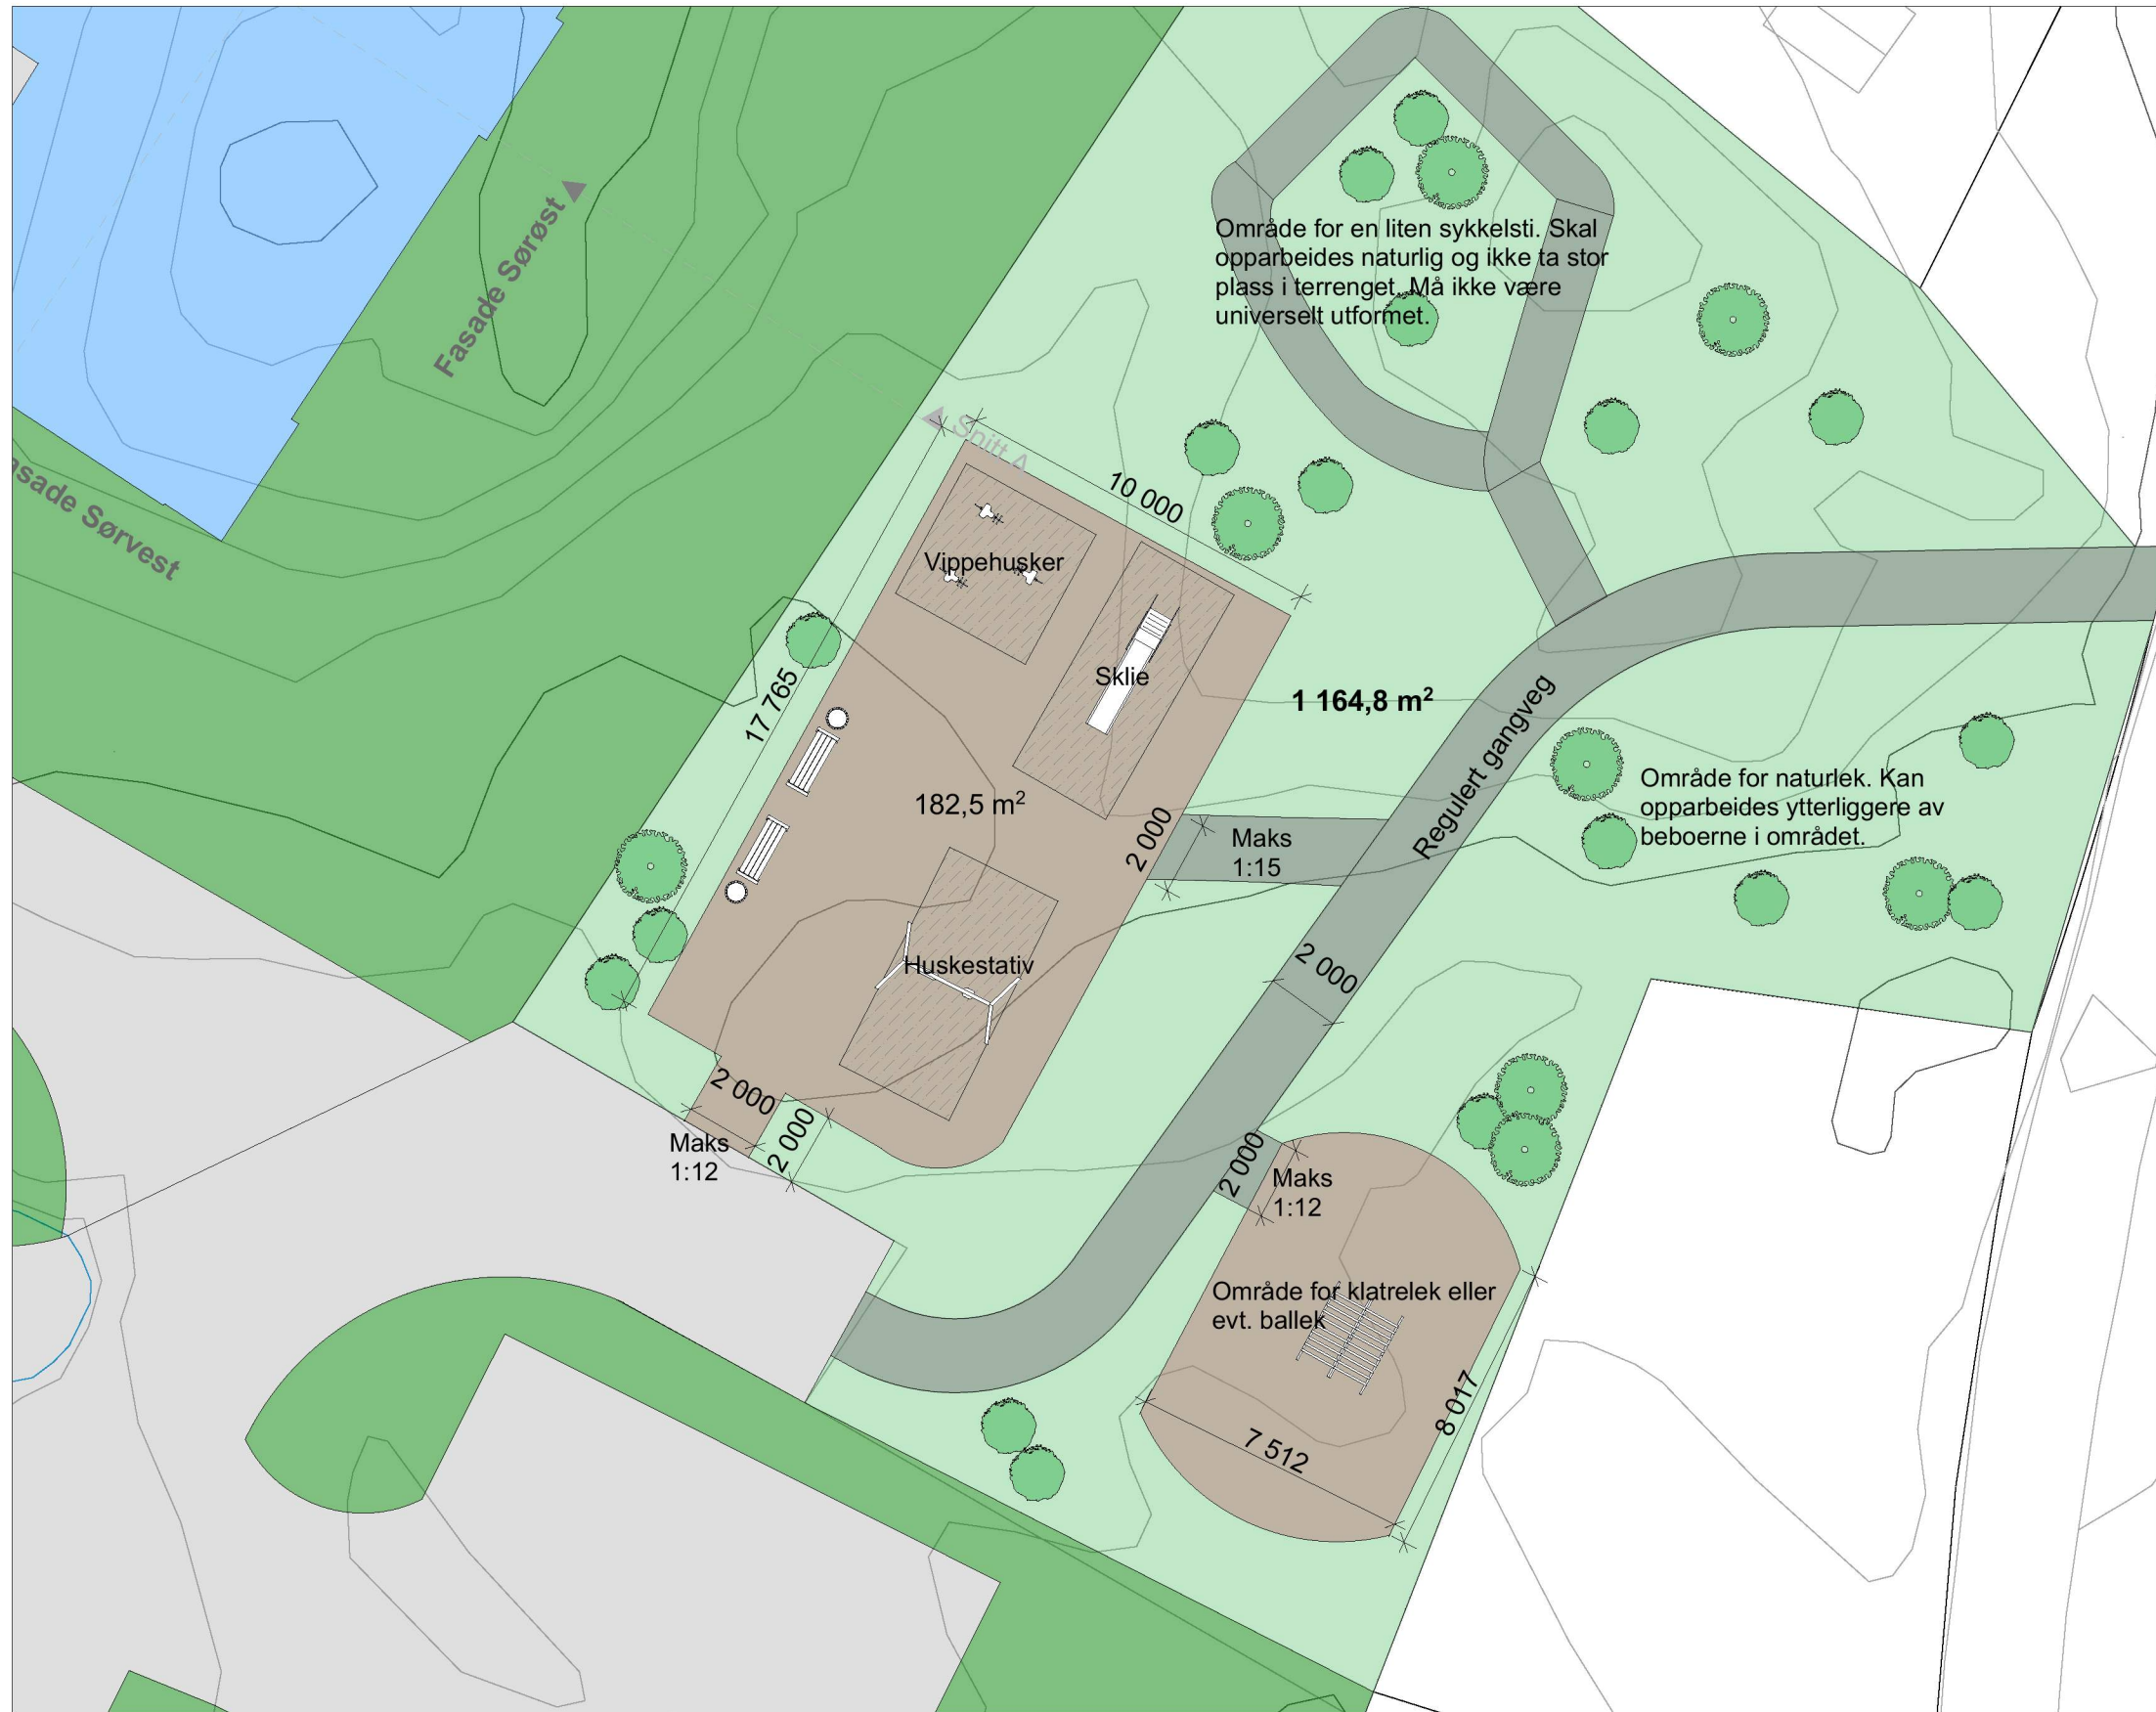 Område for en liten sykkelsti. Skal
opparbeides naturlig og ikke ta stor
plass i terrenget. Må ikke være
universelt utformet.
Fasade Sørøst
Snitt A
asade Sørvest
10 000
Vippehusker
Sklie
17 765
1 164,8 m²
182,5 m²
Regulert gangveg
Område for naturlek. Kan
opparbeides ytterliggere av
beboerne i området.
2 000
Maks
1:15
Huskestativ
2 000
2 000
2 000
Maks
1:12
2 000
Maks
1:12
Område for klatrelek eller
evt. ballek
8 017
7 512